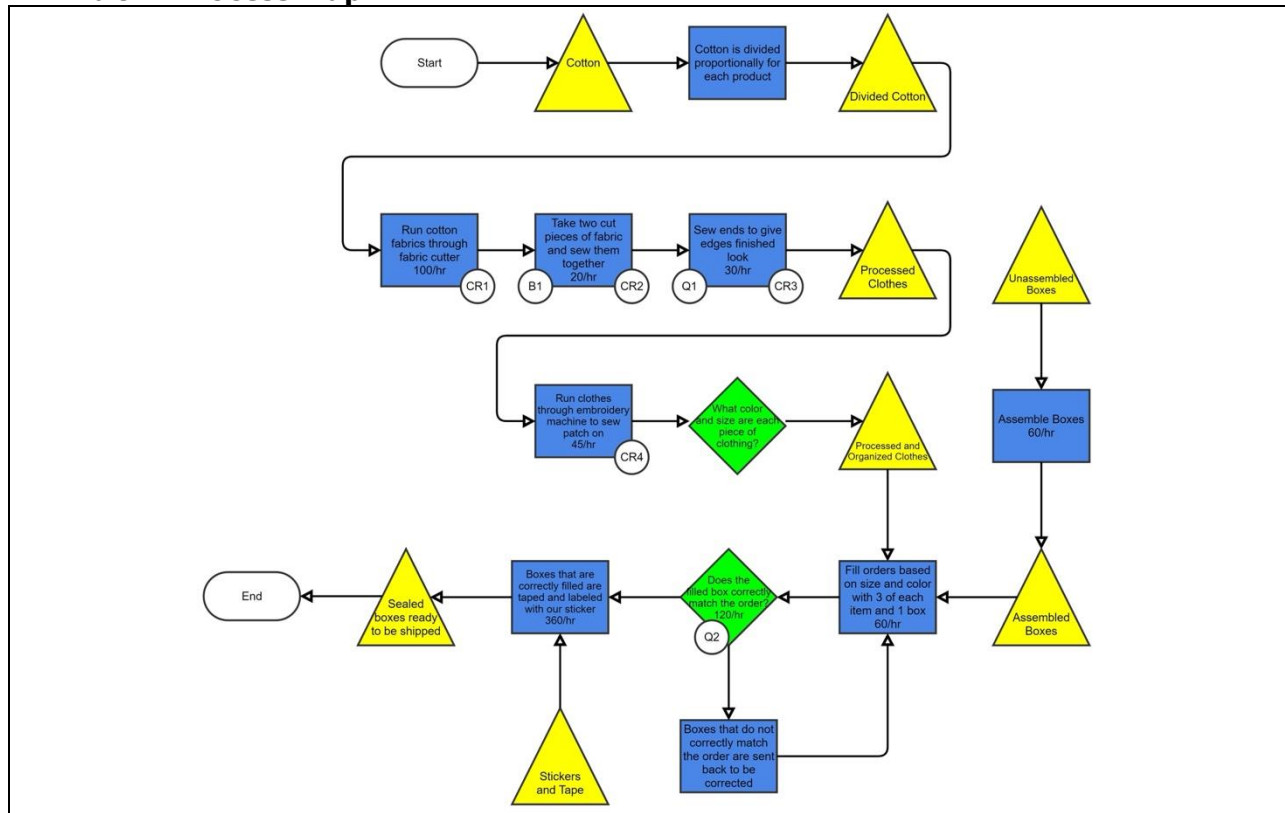 Start
Cotton
Cotton is divided
proportionally for
each product
Divided Cotton
Run cotton
fabrics through
fabric cutter
100/hr
CR1
Take two cut
pieces of fabric
and sew them
together
20/hr
B1
CR2
Sew ends to give
edges finished
look
30/hr
Q1
CR3
Processed
Clothes
Unassembled
Boxes
Run clothes
through embroidery
machine to sew
patch on
45/hr
CR4
What color
and size are each
piece of
clothing?
Processed and
Organized Clothes
Assemble Boxes
60/hr
End
Sealed
boxes ready
to be shipped
Boxes that are
correctly filled are
taped and labeled
with our sticker
360/hr
Does the
filled box correctly
match the order?
120/hr
Q2
Fill orders based
on size and color
with 3 of each
item and 1 box
60/hr
Assembled
Boxes
Stickers
and Tape
Boxes that do not
correctly match
the order are sent
back to be
corrected